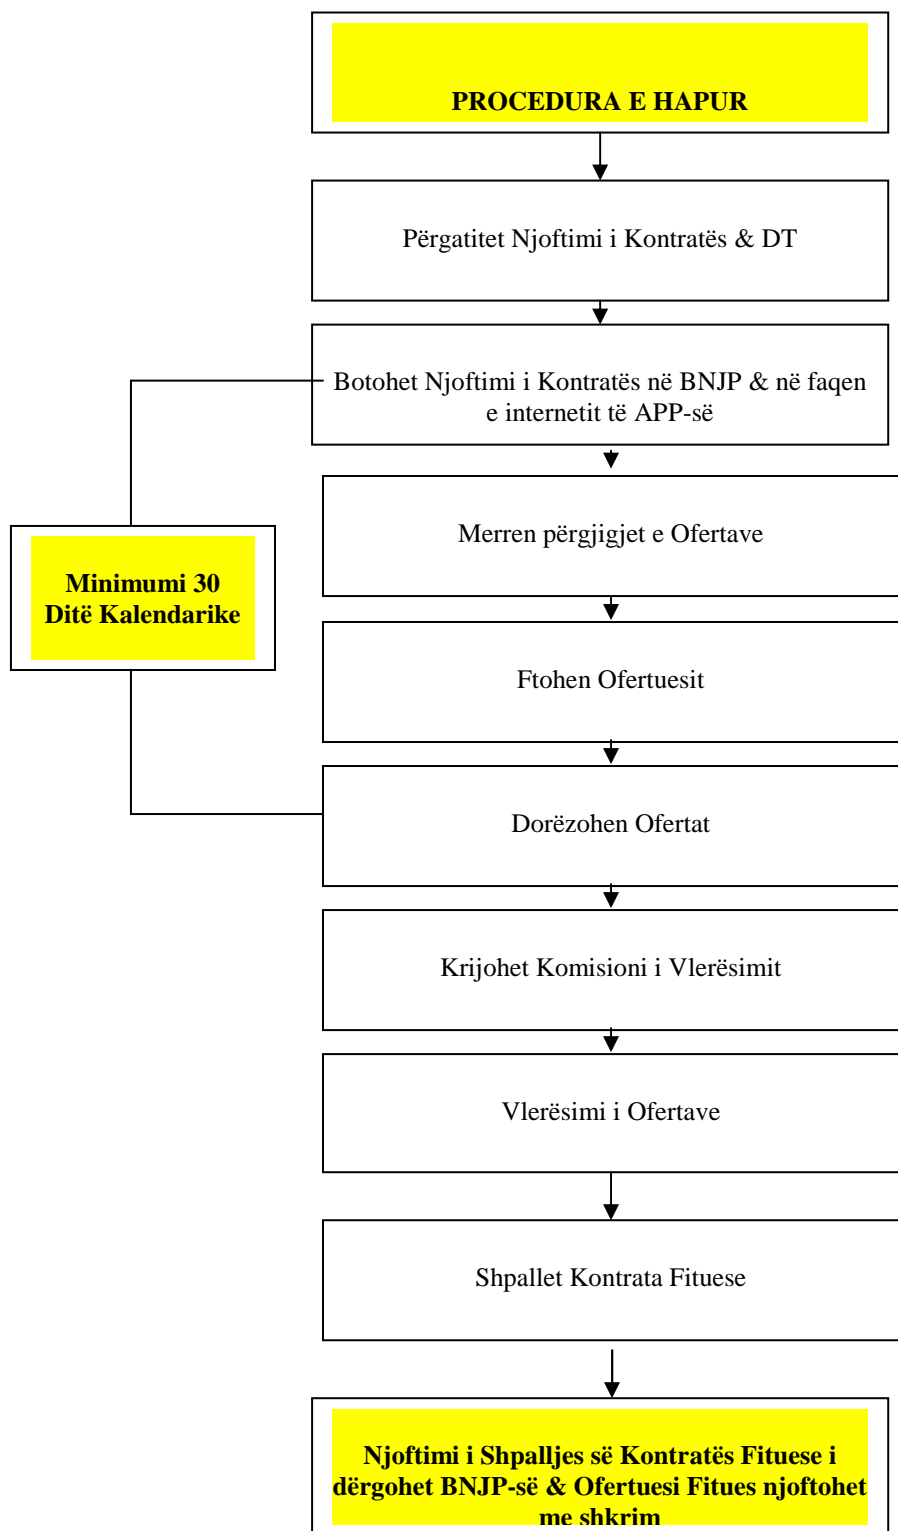 PROCEDURA E HAPUR
Përgatitet Njoftimi i Kontratës & DT
Botohet Njoftimi i Kontratës në BNJP & në faqen
e internetit të APP-së
Merren përgjigjet e Ofertave
Minimumi 30
Ditë Kalendarike
Ftohen Ofertuesit
Dorëzohen Ofertat
Krijohet Komisioni i Vlerësimit
Vlerësimi i Ofertave
Shpallet Kontrata Fituese
Njoftimi i Shpalljes së Kontratës Fituese i
dërgohet BNJP-së & Ofertuesi Fitues njoftohet
me shkrim